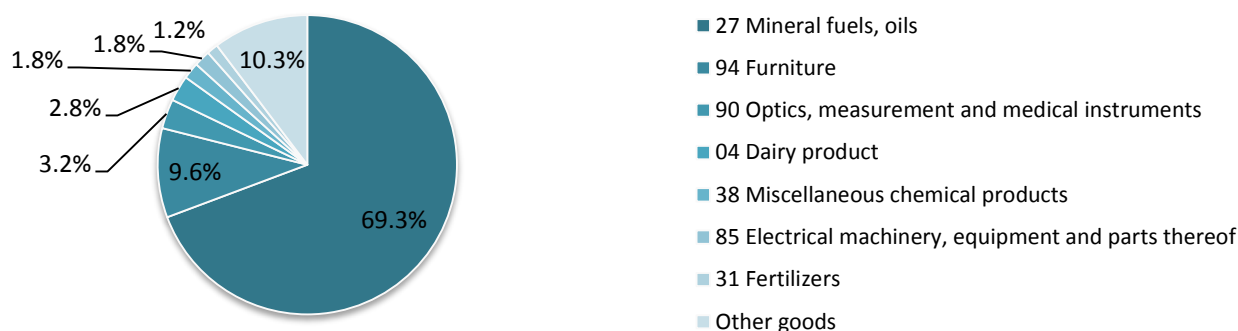 1.2%
1.8%
1.8%
10.3%
2.8%
3.2%
9.6%
69.3%
27 Mineral fuels, oils
94 Furniture
90 Optics, measurement and medical instruments
04 Dairy product
38 Miscellaneous chemical products
85 Electrical machinery, equipment and parts thereof
31 Fertilizers
Other goods